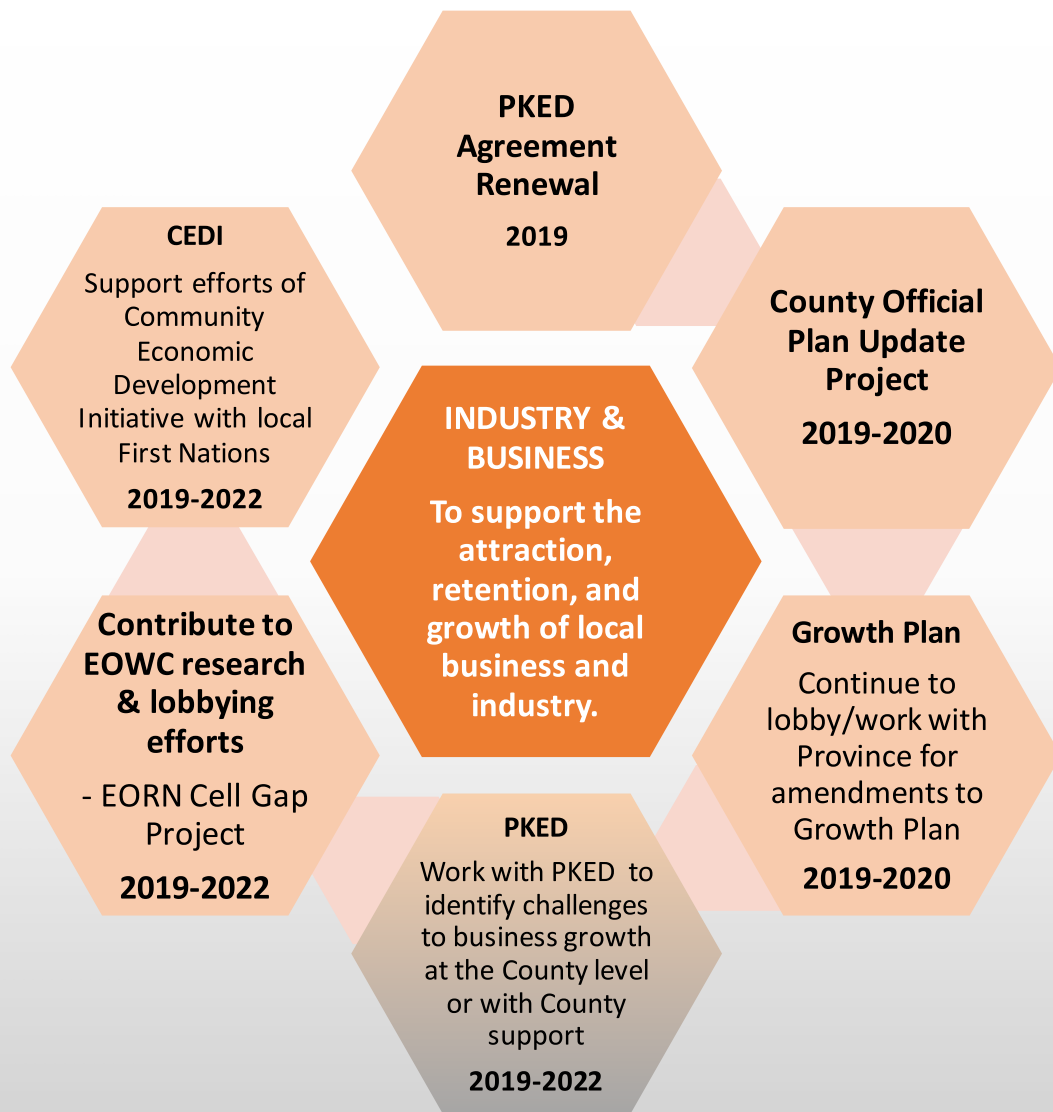 PKED
Agreement
Renewal
2019
County Official
Plan Update
Project
2019-2020
Growth Plan
Continue to
lobby/work with
Province for
amendments to
Growth Plan
2019-2020
PKED
Work with PKED to
identify challenges
to business growth
at the County level
or with County
support
2019-2022
Contribute to
EOWC research
& lobbying
efforts
- EORN Cell Gap
Project
2019-2022
CEDI
Support efforts of
Community
Economic
Development
Initiative with local
First Nations
2019-2022
INDUSTRY &
BUSINESS
To support the
attraction,
retention, and
growth of local
business and
industry.